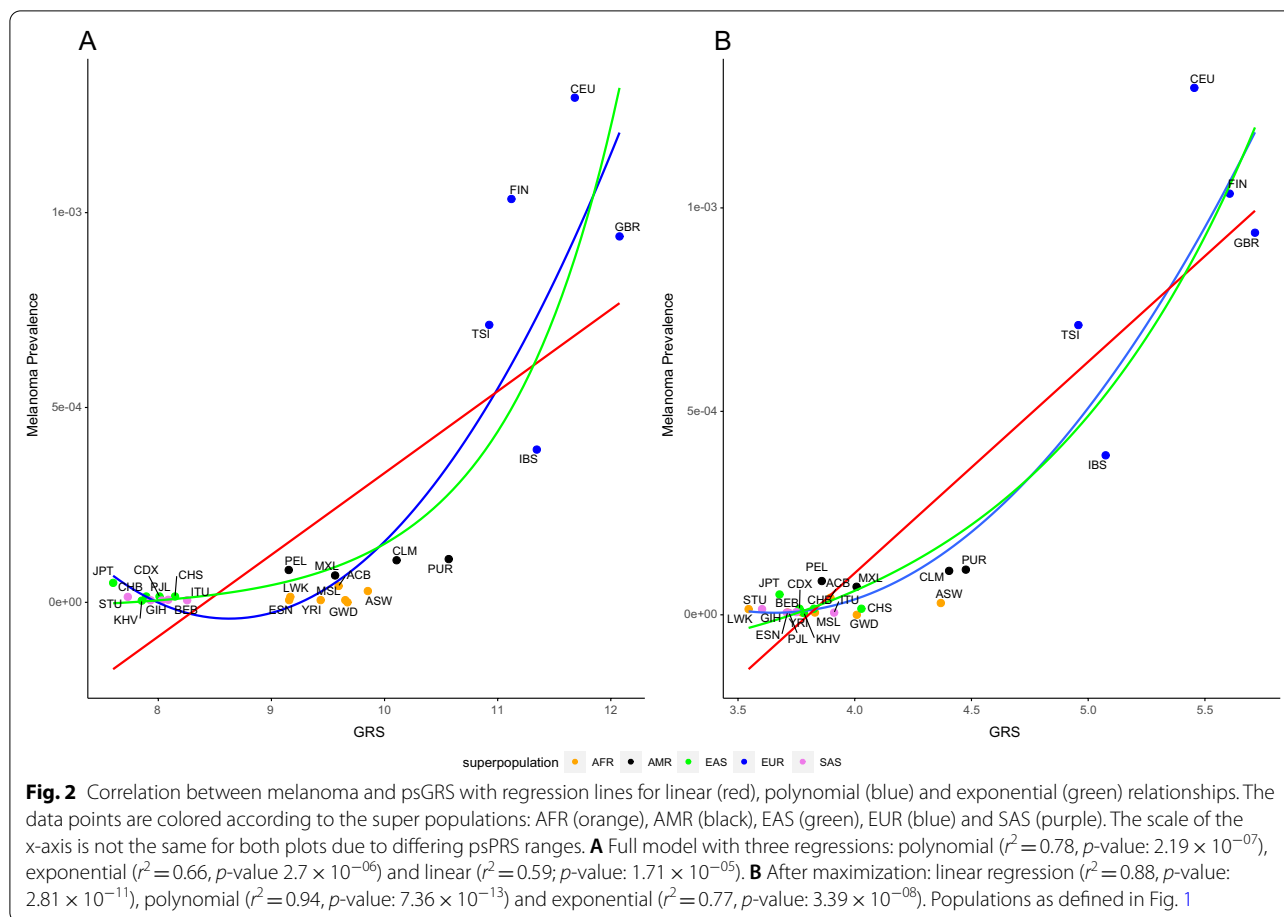 A
B
CEU
FIN
GBR
TSI
IBS
PEL
MXL
CLM
PUR
ACB
ASW
LWK
MSL
ESN
YRI
GWD
JPT
CHB
CDX
PJL
CHS
ITU
STU
KHV
GIH
BEB
Melanoma Prevalence
1e-03
5e-04
0e+00
8
9
10
11
12
GRS
CEU
FIN
GBR
TSI
IBS
CLM
PUR
ASW
PEL
ACB
MXL
JPT
CDX
STU
BEB
CHB
ITU
CHS
LWK
GIH
YRI
MSL
GWD
ESN
PJL
KHV
Melanoma Prevalence
1e-03
5e-04
0e+00
3.5
4.0
4.5
5.0
5.5
GRS
superpopulation AFR AMR EAS EUR SAS
Fig. 2 Correlation between melanoma and psGRS with regression lines for linear (red), polynomial (blue) and exponential (green) relationships. The
data points are colored according to the super populations: AFR (orange), AMR (black), EAS (green), EUR (blue) and SAS (purple). The scale of the
x-axis is not the same for both plots due to differing psPRS ranges. A Full model with three regressions: polynomial (r² = 0.78, p-value: 2.19 × 10⁻⁰⁷),
exponential (r² = 0.66, p-value 2.7 × 10⁻⁰⁶) and linear (r² = 0.59; p-value: 1.71 × 10⁻⁰⁵). B After maximization: linear regression (r² = 0.88, p-value:
2.81 × 10⁻¹¹), polynomial (r² = 0.94, p-value: 7.36 × 10⁻¹³) and exponential (r² = 0.77, p-value: 3.39 × 10⁻⁰⁸). Populations as defined in Fig. 1